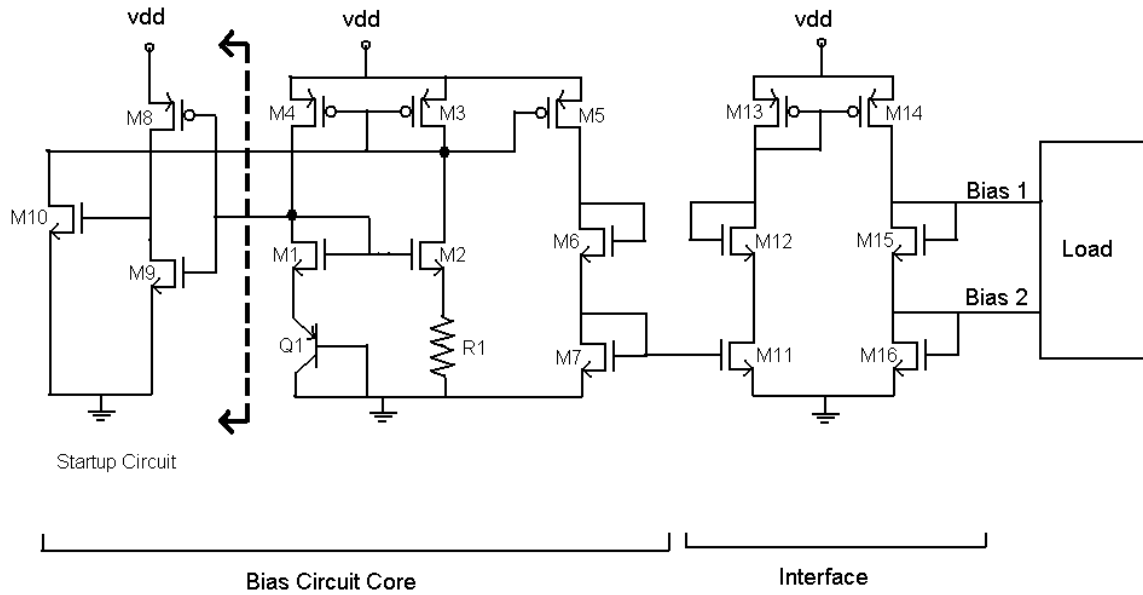 vdd
vdd
vdd
M8
M4
M3
M5
M13
M14
M10
M9
M1
M2
M6
M12
M15
Bias 1
Load
Q1
R1
M7
M11
M16
Bias 2
Startup Circuit
Bias Circuit Core
Interface